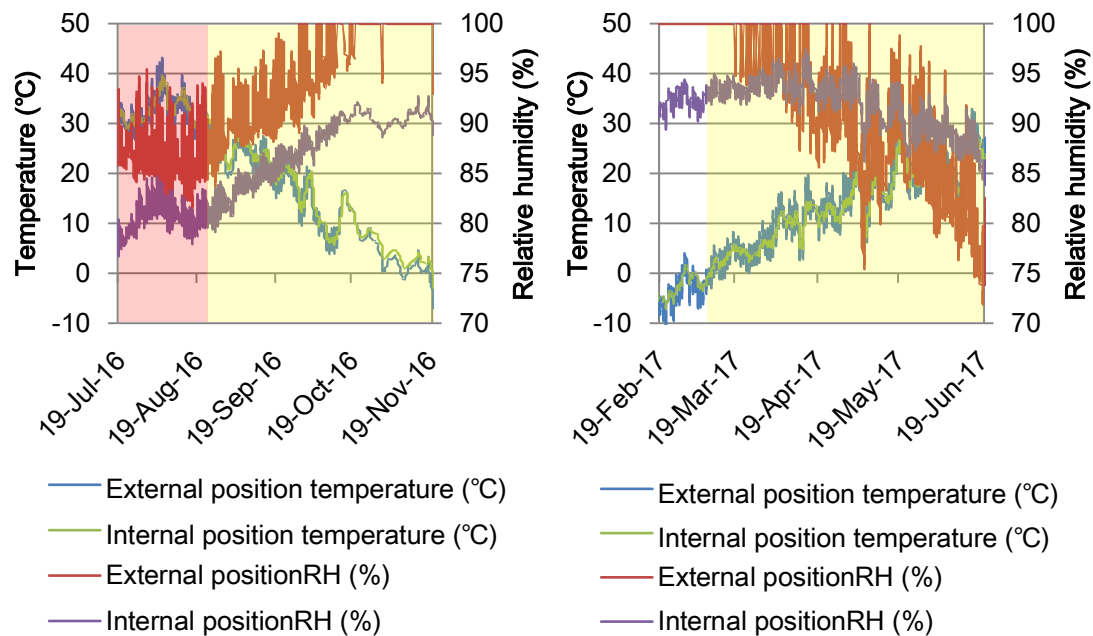 50
40
30
20
10
0
-10
Temperature (℃)
100
95
90
85
80
75
70
Relative humidity (%)
19-Jul-16
19-Aug-16
19-Sep-16
19-Oct-16
19-Nov-16
External position temperature (℃)
Internal position temperature (℃)
External positionRH (%)
Internal positionRH (%)
50
40
30
20
10
0
-10
Temperature (℃)
100
95
90
85
80
75
70
Relative humidity (%)
19-Feb-17
19-Mar-17
19-Apr-17
19-May-17
19-Jun-17
External position temperature (℃)
Internal position temperature (℃)
External positionRH (%)
Internal positionRH (%)